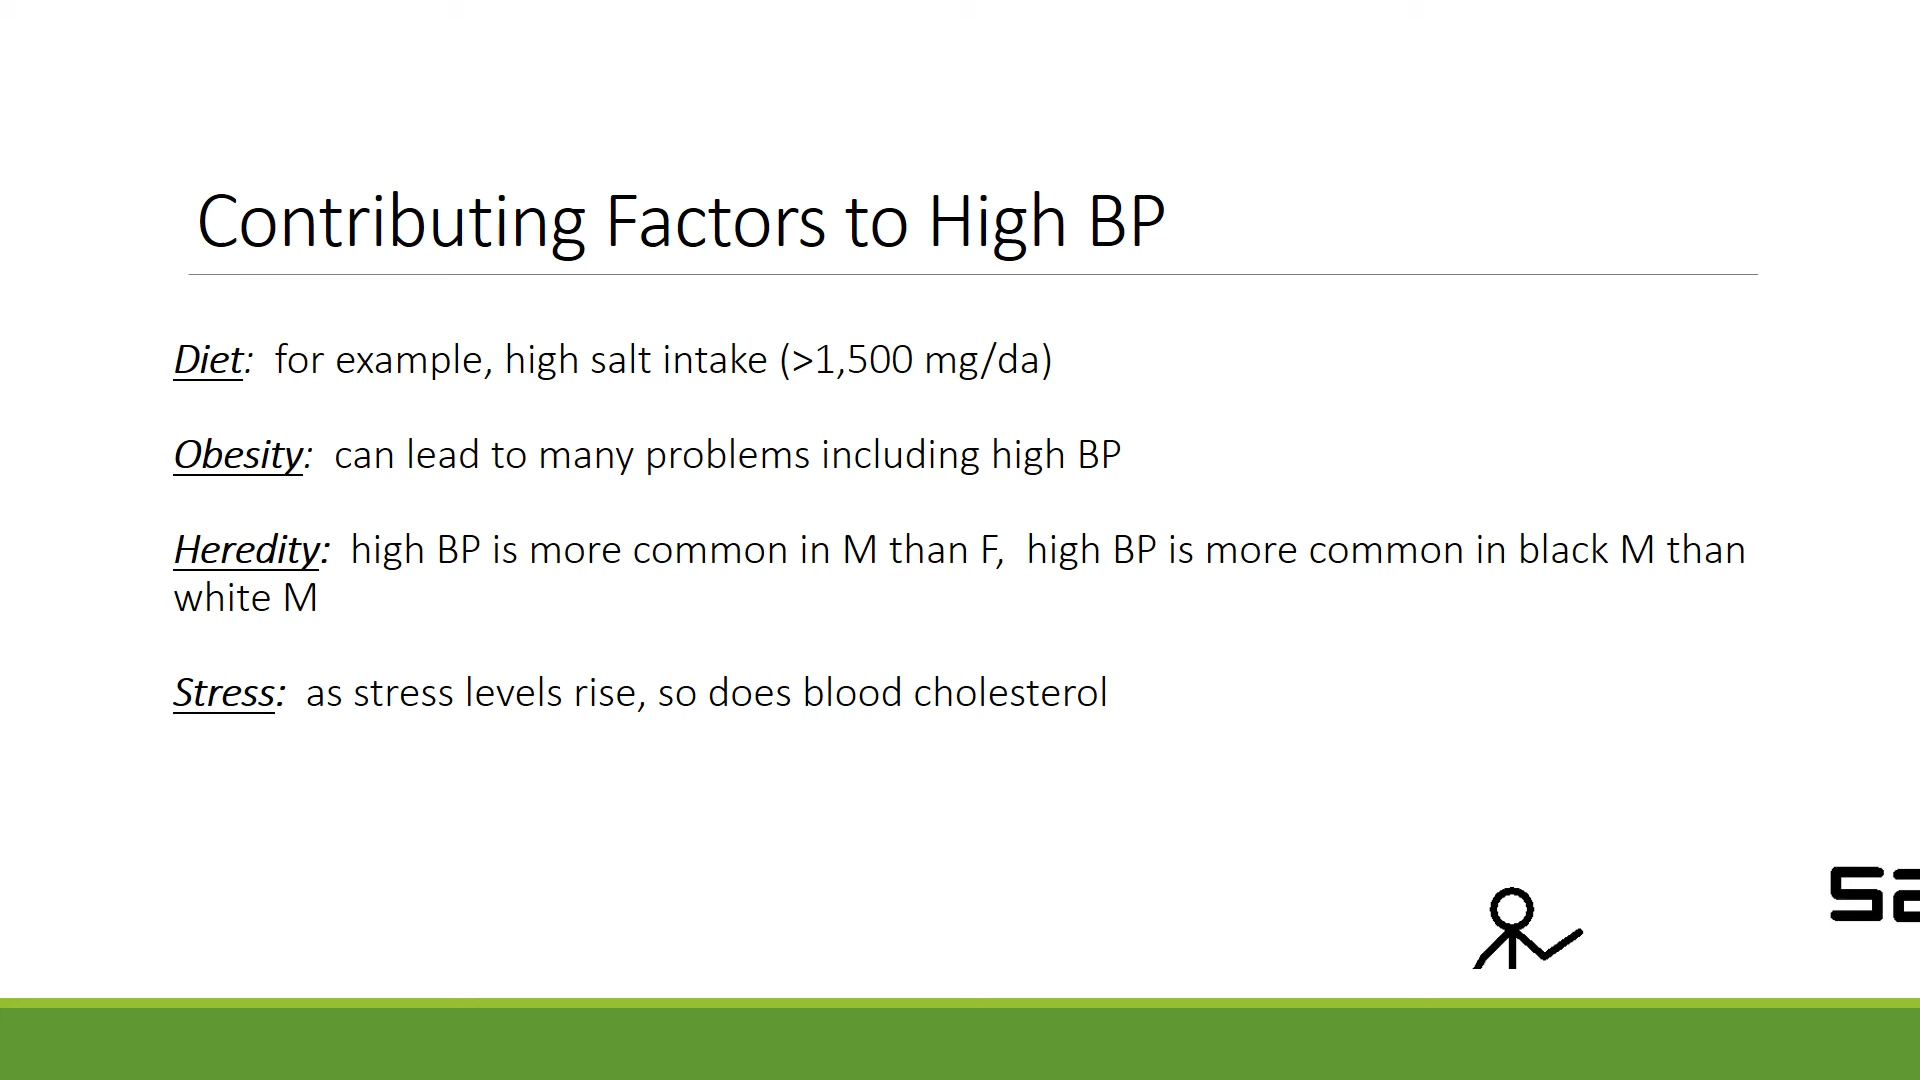 Contributing Factors to High BP
Diet:  for example, high salt intake (>1,500 mg/da)
Obesity:  can lead to many problems including high BP
Heredity:  high BP is more common in M than F,  high BP is more common in black M than
white M
Stress:  as stress levels rise, so does blood cholesterol